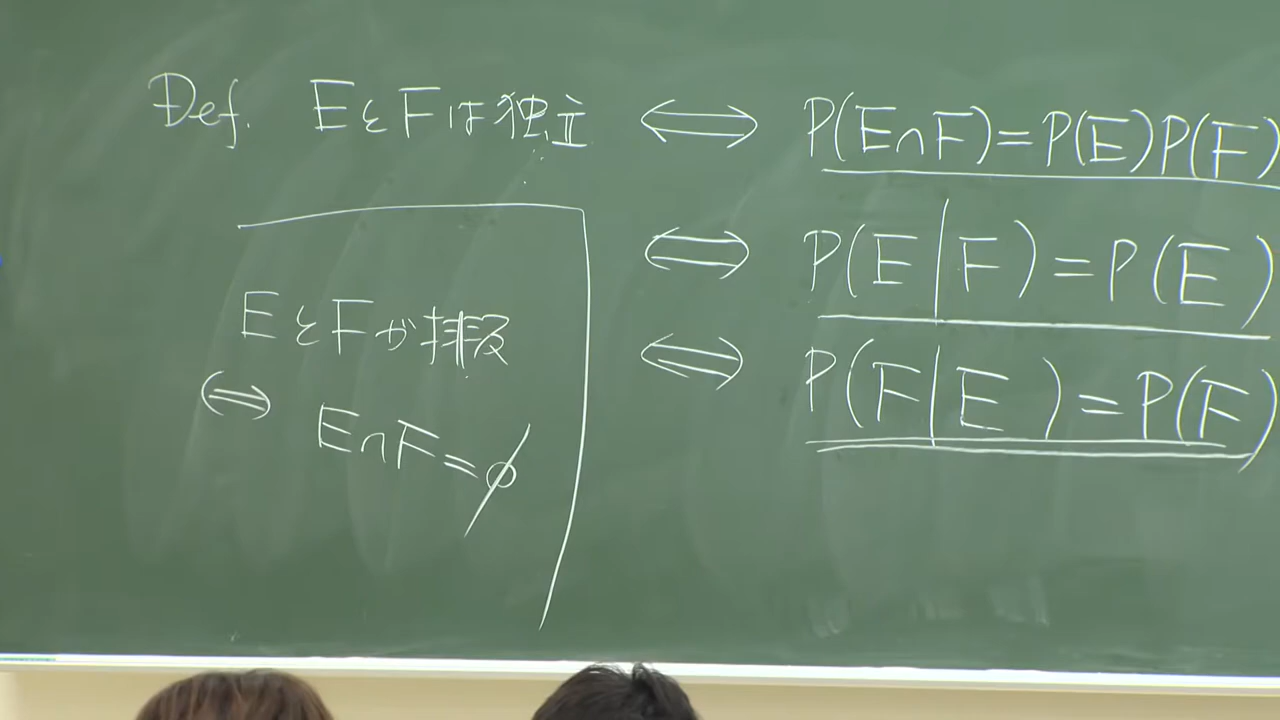 Def. EとFは独立 ⟺ P(E∩F)=P(E)P(F)
⟺ P(E|F)=P(E)
⟺ P(F|E)=P(F)
EとFが排反
⟺ E∩F=∅